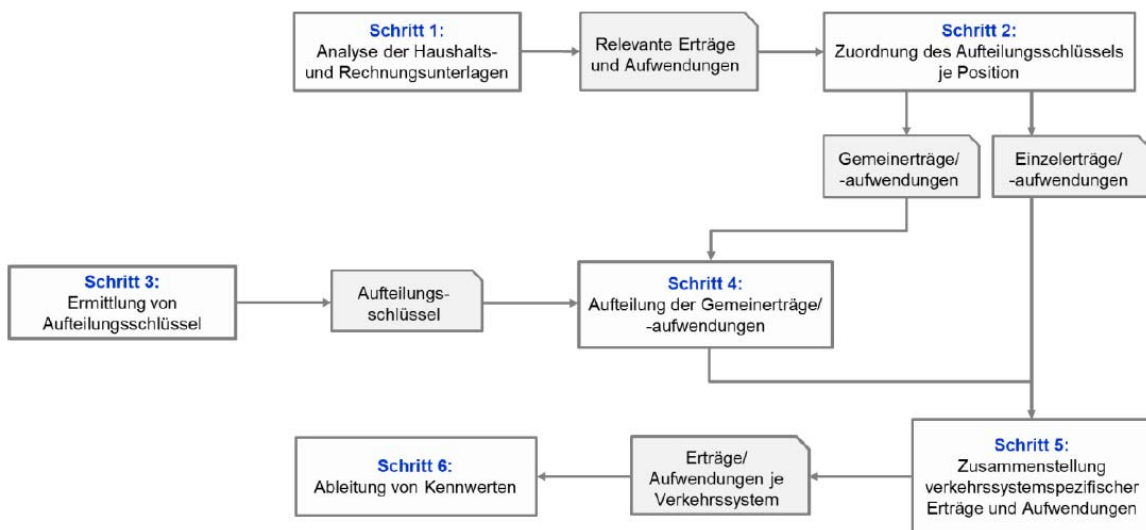 Schritt 1:
Analyse der Haushalts-
und Rechnungsunterlagen
Relevante Erträge
und Aufwendungen
Schritt 2:
Zuordnung des Aufteilungsschlüssels
je Position
Gemeinerträge/
-aufwendungen
Einzelerträge/
-aufwendungen
Schritt 3:
Ermittlung von
Aufteilungsschlüssel
Aufteilungs-
schlüssel
Schritt 4:
Aufteilung der Gemeinerträge/
-aufwendungen
Schritt 5:
Zusammenstellung
verkehrssystemspezifischer
Erträge und Aufwendungen
Erträge/
Aufwendungen je
Verkehrssystem
Schritt 6:
Ableitung von Kennwerten